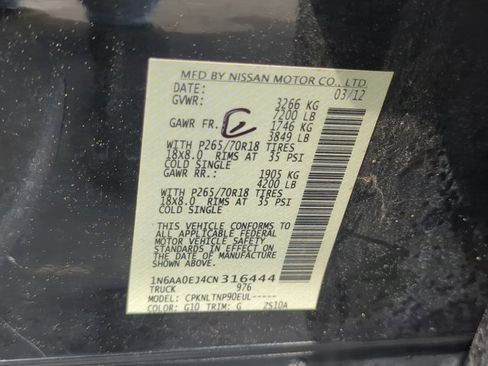 MFD BY NISSAN MOTOR CO., LTD.
DATE: 03/12
GVWR: 3266 KG
7200 LB
GAWR FR. 1746 KG
3849 LB
WITH P265/70R18 TIRES
18X8.0 RIMS AT 35 PSI
COLD SINGLE
GAWR RR.: 1905 KG
4200 LB
WITH P265/70R18 TIRES
18X8.0 RIMS AT 35 PSI
COLD SINGLE
THIS VEHICLE CONFORMS TO
ALL APPLICABLE FEDERAL
MOTOR VEHICLE SAFETY
STANDARDS IN EFFECT ON
THE DATE OF MANUFACTURE
SHOWN ABOVE.
1N6AA0EJ4CN316444
TRUCK 976
MODEL: CPKNLTNP90EUL-----
COLOR: G10 TRIM: G ZS10A